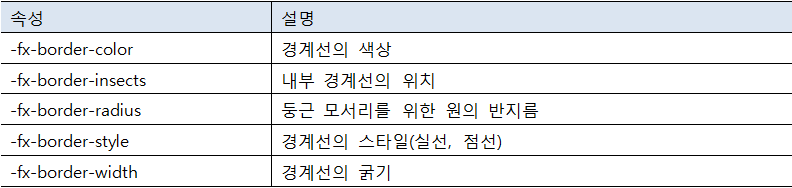 속성 설명
-fx-border-color 경계선의 색상
-fx-border-insects 내부 경계선의 위치
-fx-border-radius 둥근 모서리를 위한 원의 반지름
-fx-border-style 경계선의 스타일(실선, 점선)
-fx-border-width 경계선의 굵기